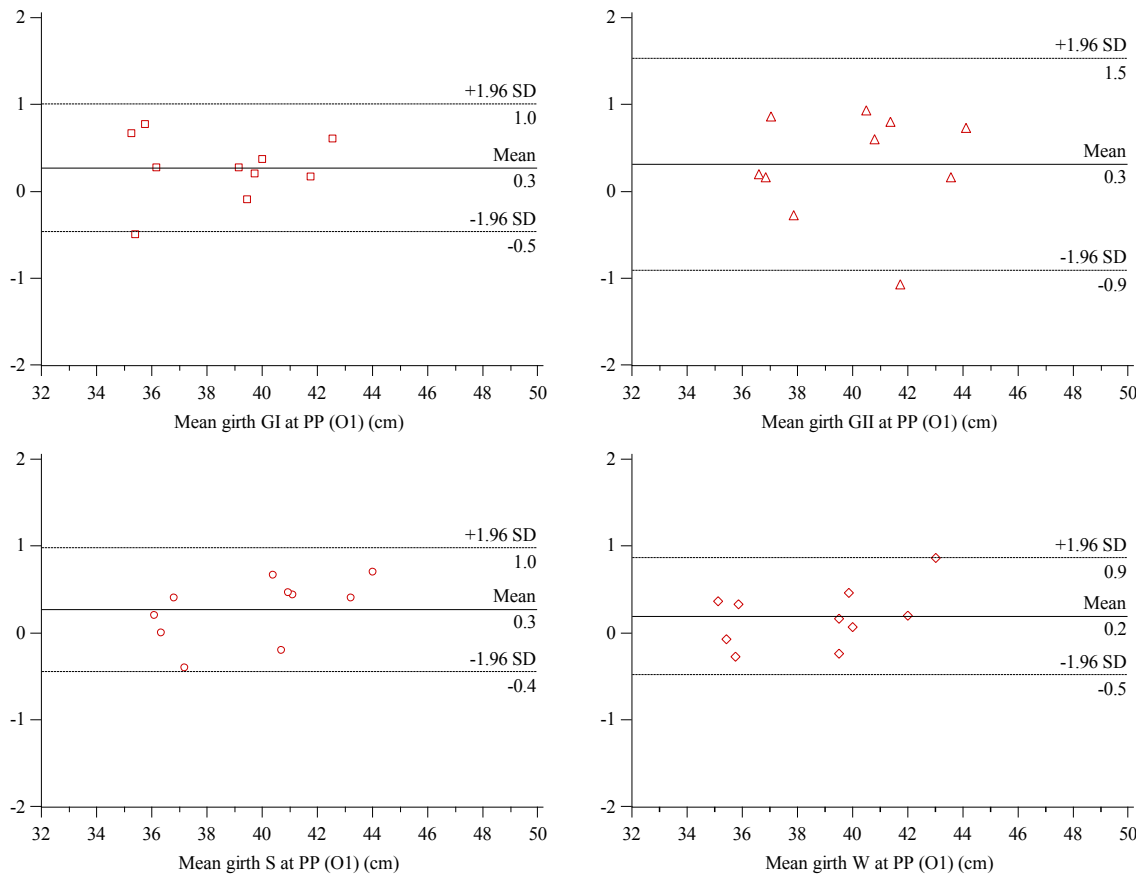 2
+1.96 SD
1
1.0
Mean
0
0.3
-1.96 SD
-0.5
-1
-2
32 34 36 38 40 42 44 46 48 50
Mean girth GI at PP (O1) (cm)
2
+1.96 SD
1.5
1
Mean
0.3
0
-1.96 SD
-0.9
-1
-2
32 34 36 38 40 42 44 46 48 50
Mean girth GII at PP (O1) (cm)
2
+1.96 SD
1
1.0
Mean
0.3
0
-1.96 SD
-0.4
-1
-2
32 34 36 38 40 42 44 46 48 50
Mean girth S at PP (O1) (cm)
2
+1.96 SD
1
0.9
Mean
0.2
0
-1.96 SD
-0.5
-1
-2
32 34 36 38 40 42 44 46 48 50
Mean girth W at PP (O1) (cm)